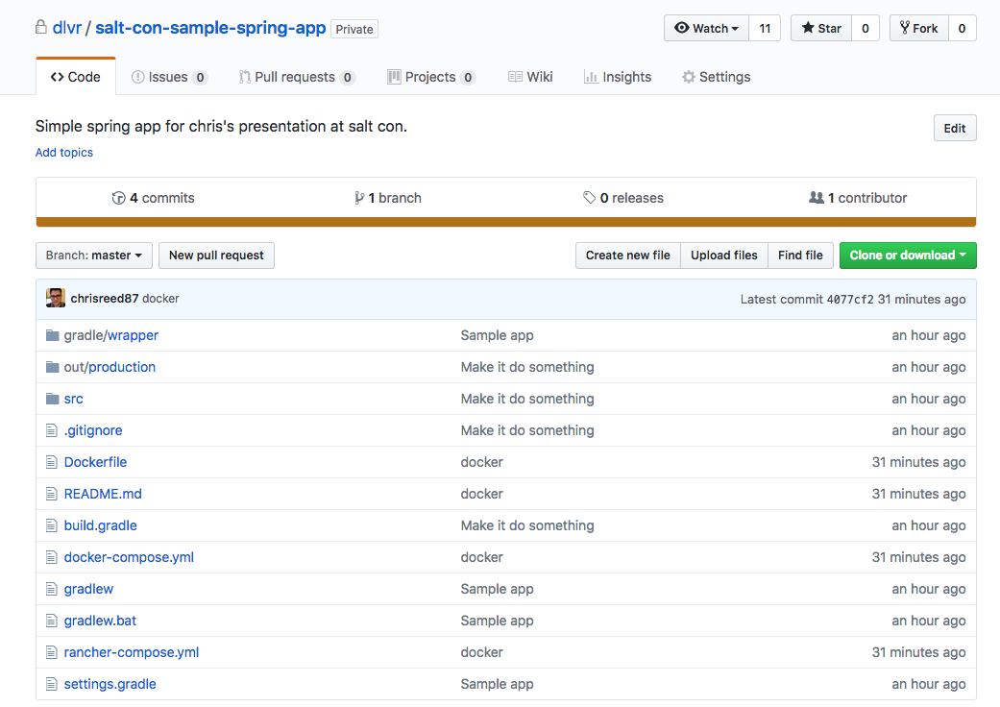 dlvr / salt-con-sample-spring-app Private Watch 11 Star 0 Fork 0
Code Issues 0 Pull requests 0 Projects 0 Wiki Insights Settings
Simple spring app for chris's presentation at salt con. Edit
Add topics
4 commits 1 branch 0 releases 1 contributor
Branch: master New pull request Create new file Upload files Find file Clone or download
chrisreed87 docker Latest commit 4077cf2 31 minutes ago
gradle/wrapper Sample app an hour ago
out/production Make it do something an hour ago
src Make it do something an hour ago
.gitignore Make it do something an hour ago
Dockerfile docker 31 minutes ago
README.md docker 31 minutes ago
build.gradle Make it do something an hour ago
docker-compose.yml docker 31 minutes ago
gradlew Sample app an hour ago
gradlew.bat Sample app an hour ago
rancher-compose.yml docker 31 minutes ago
settings.gradle Sample app an hour ago